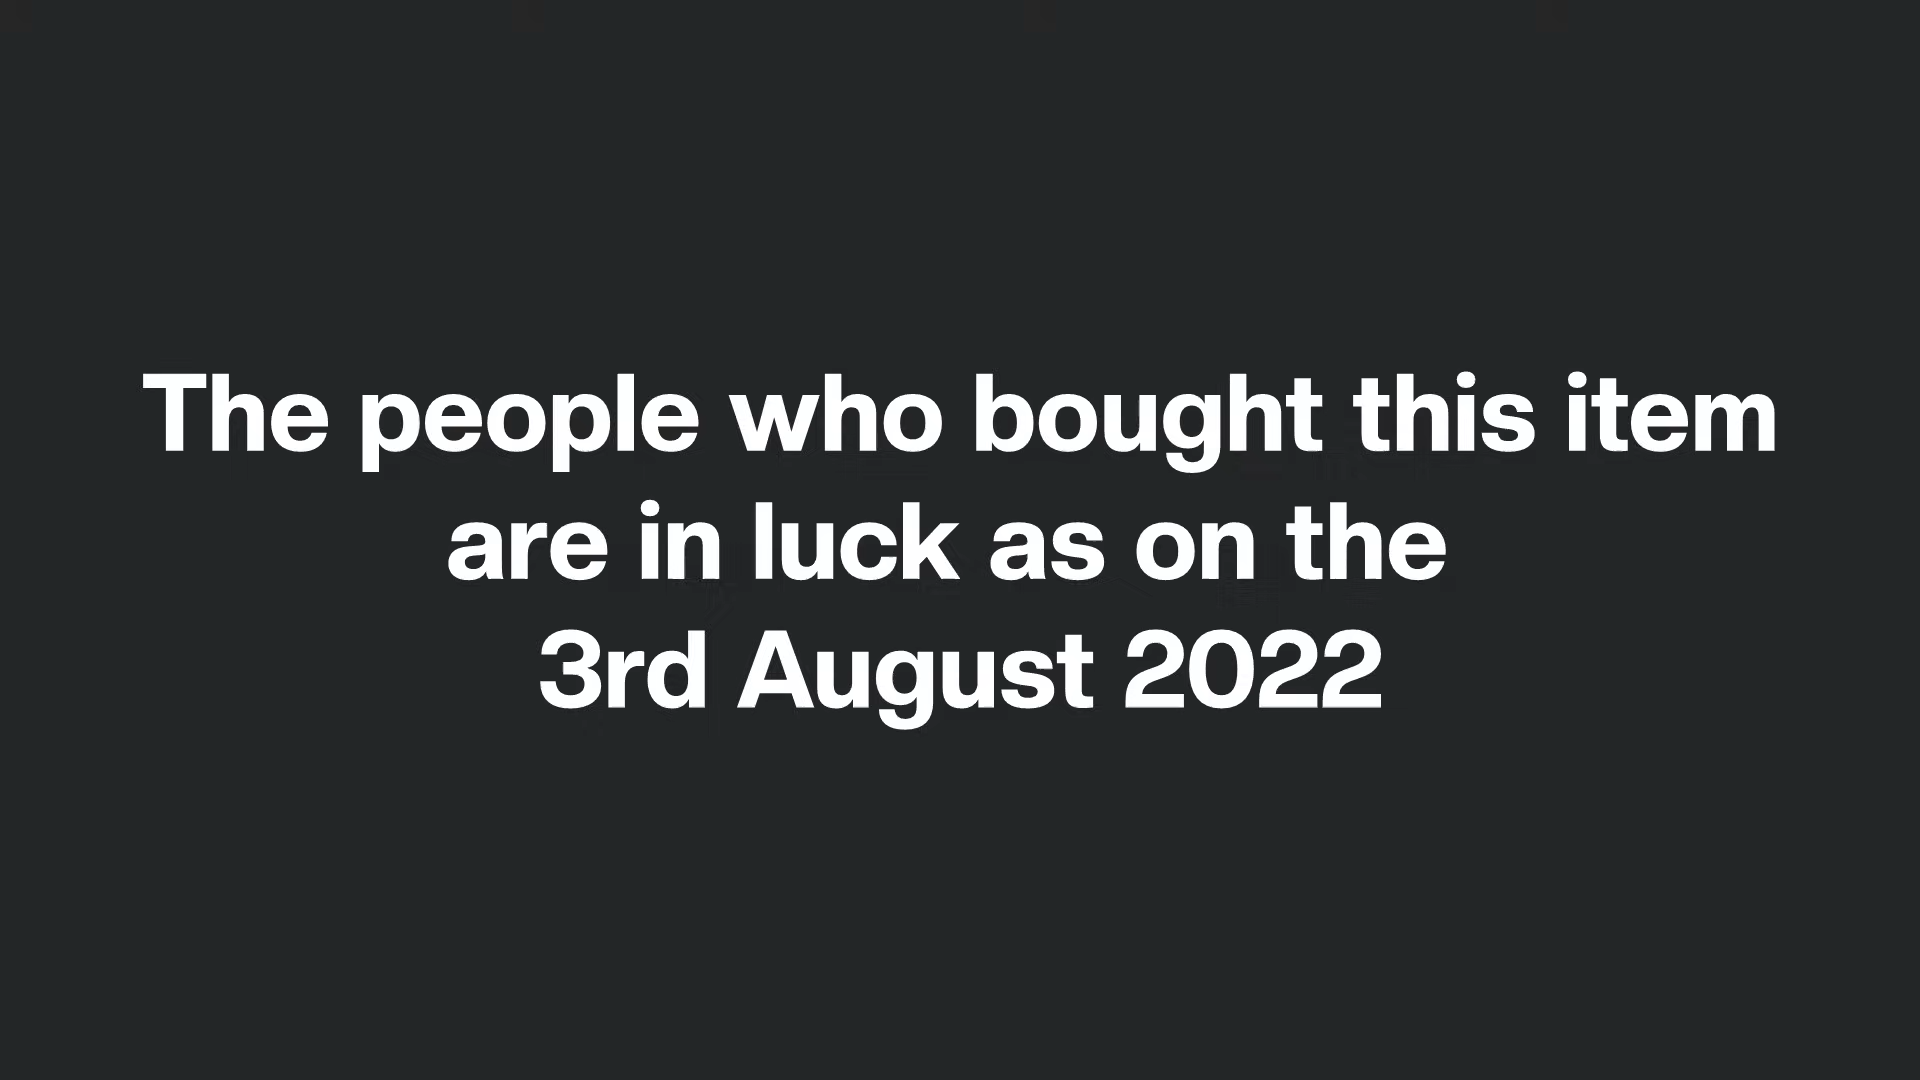 The people who bought this item
are in luck as on the
3rd August 2022